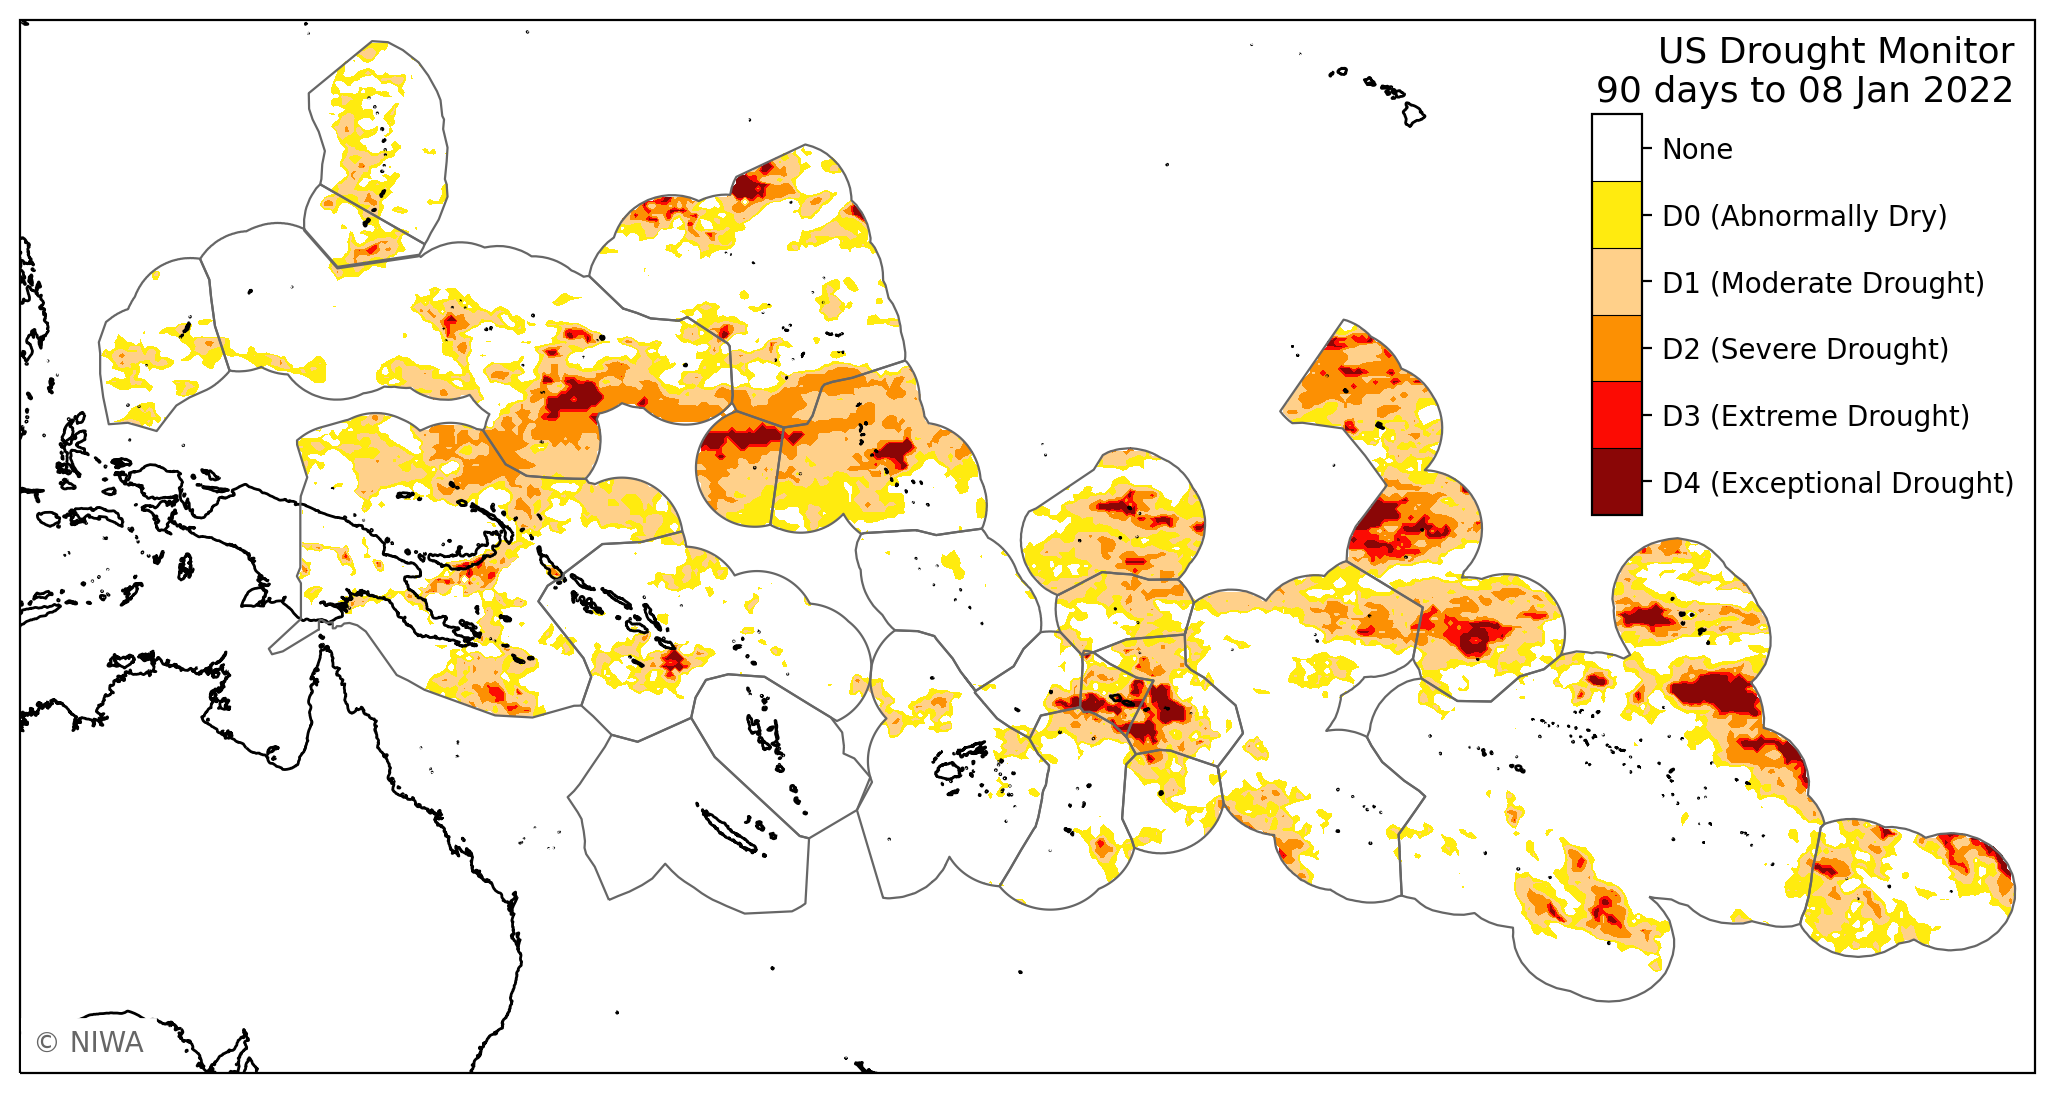 US Drought Monitor
90 days to 08 Jan 2022
None
D0 (Abnormally Dry)
D1 (Moderate Drought)
D2 (Severe Drought)
D3 (Extreme Drought)
D4 (Exceptional Drought)
© NIWA